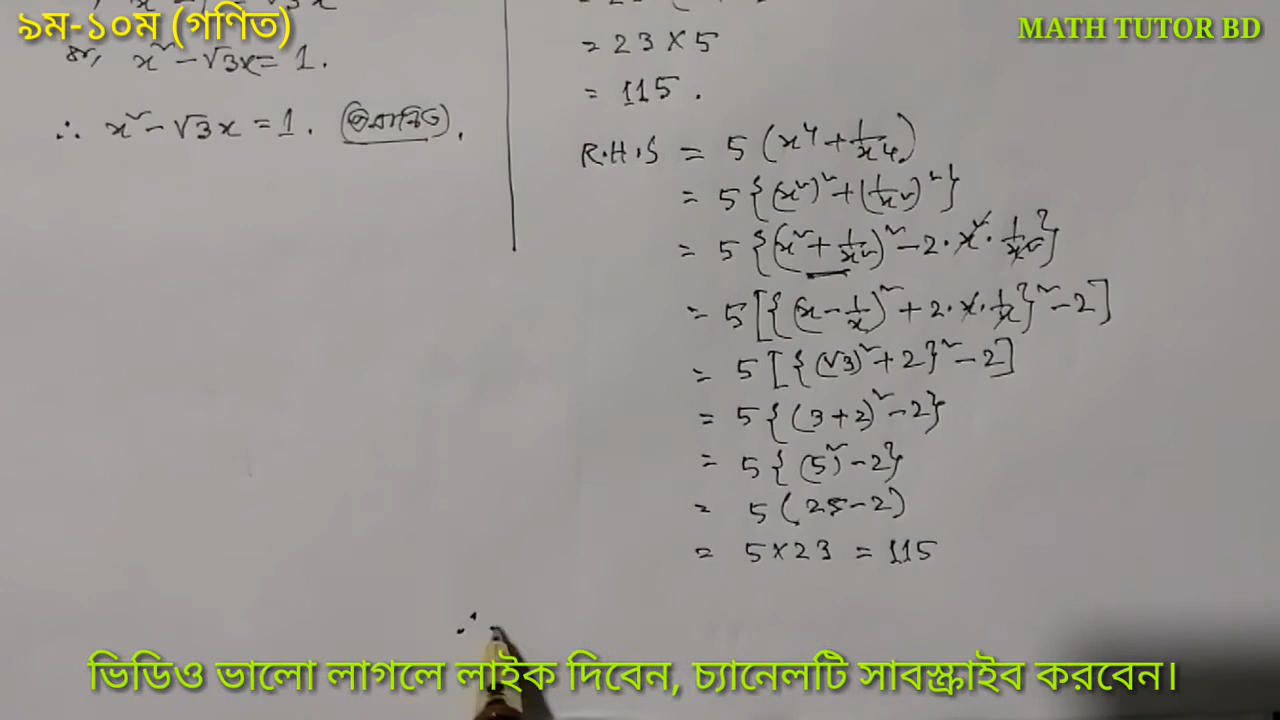 ৯ম-১০ম (গণিত)
MATH TUTOR BD
বা, x² - √3x = 1.
∴ x² - √3x = 1. (প্রমাণিত).
= 23 × 5
= 115.
R.H.S = 5 (x⁴ + 1/x⁴)
= 5 {(x²)² + (1/x²)²}
= 5 {(x² + 1/x²)² - 2 · x² · 1/x²}
= 5 [{(x - 1/x)² + 2 · x · 1/x}² - 2]
= 5 [{(√3)² + 2}² - 2]
= 5 {(3 + 2)² - 2}
= 5 {(5)² - 2}
= 5 (25 - 2)
= 5 × 23 = 115
∴
ভিডিও ভালো লাগলে লাইক দিবেন, চ্যানেলটি সাবস্ক্রাইব করবেন।